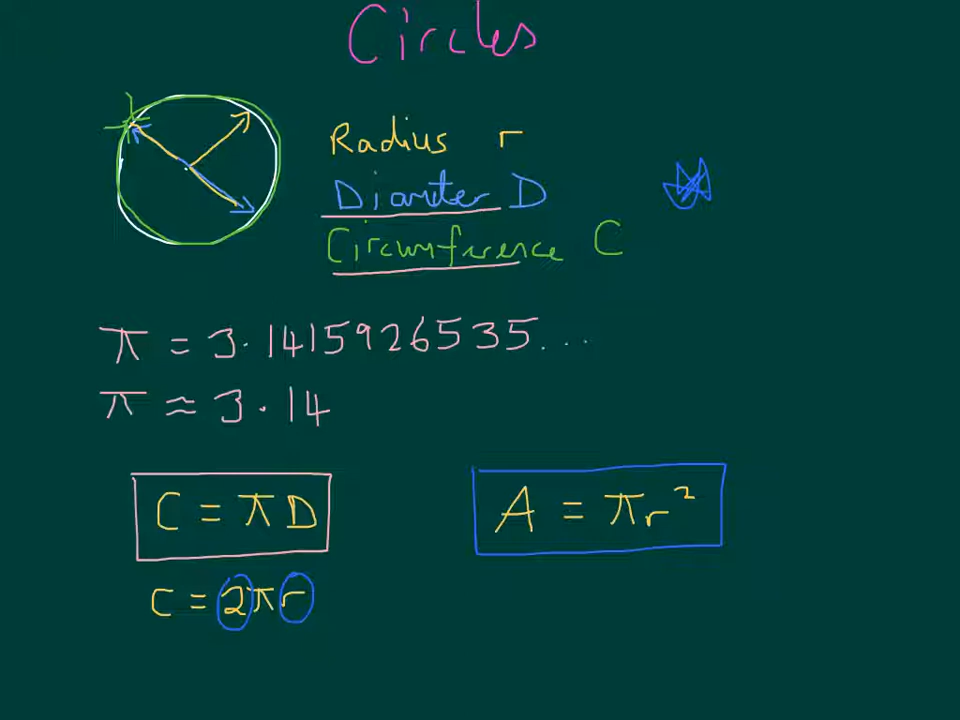 Circles
Radius r
Diameter D
Circumference C
π = 3.1415926535...
π ≈ 3.14
C = πD
A = πr²
C = 2πr